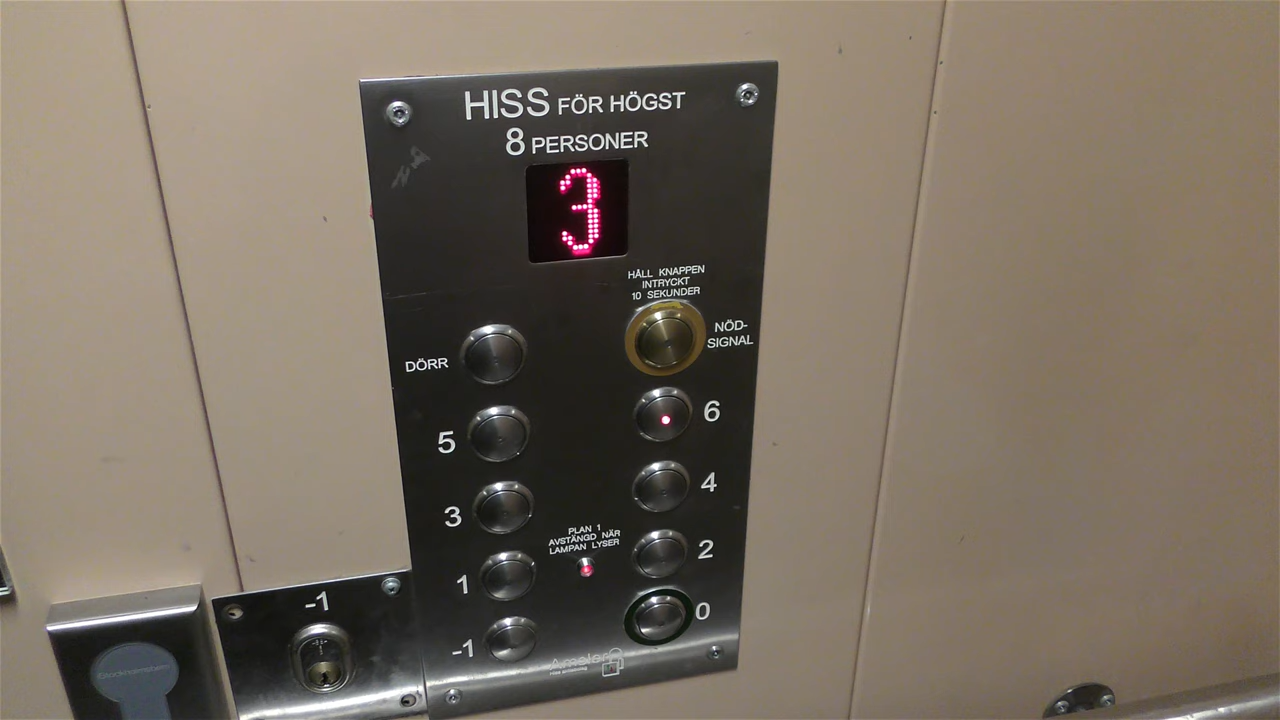 HISS FÖR HÖGST
8 PERSONER
3
HÅLL KNAPPEN
INTRYCKT
10 SEKUNDER
NÖD-
SIGNAL
DÖRR
6
5
4
3
PLAN 1
AVSTÄNGD NÄR
LAMPAN LYSER
2
1
0
-1
-1